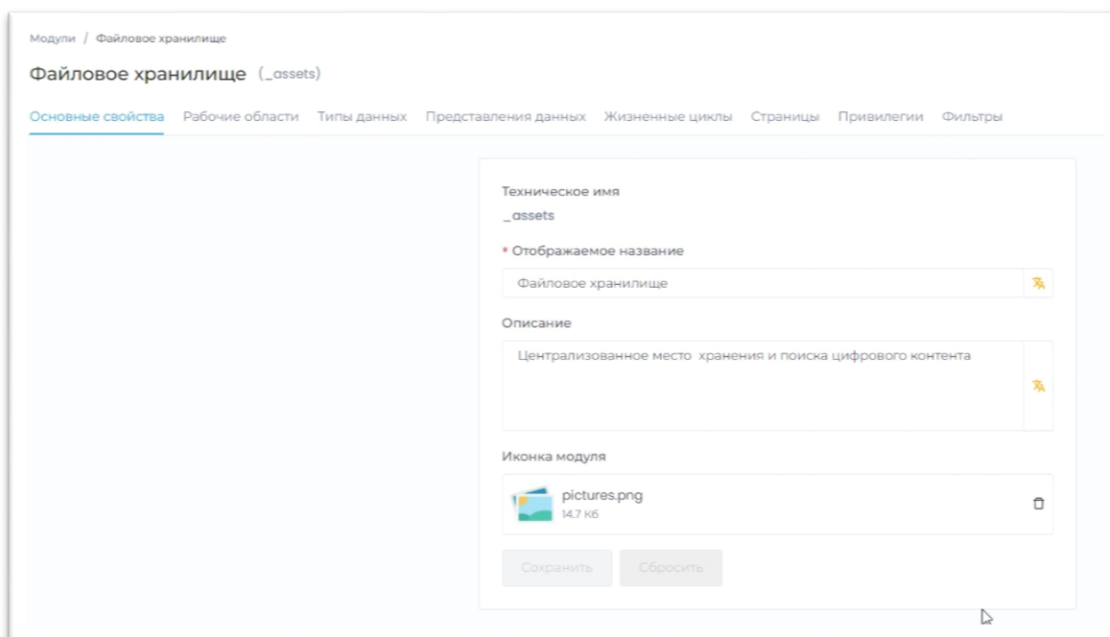 Модули / Файловое хранилище
Файловое хранилище (_assets)
Основные свойства Рабочие области Типы данных Представления данных Жизненные циклы Страницы Привилегии Фильтры
Техническое имя
_assets
* Отображаемое название
Файловое хранилище
Описание
Централизованное место хранения и поиска цифрового контента
Иконка модуля
pictures.png
14.7 Кб
Сохранить Сбросить